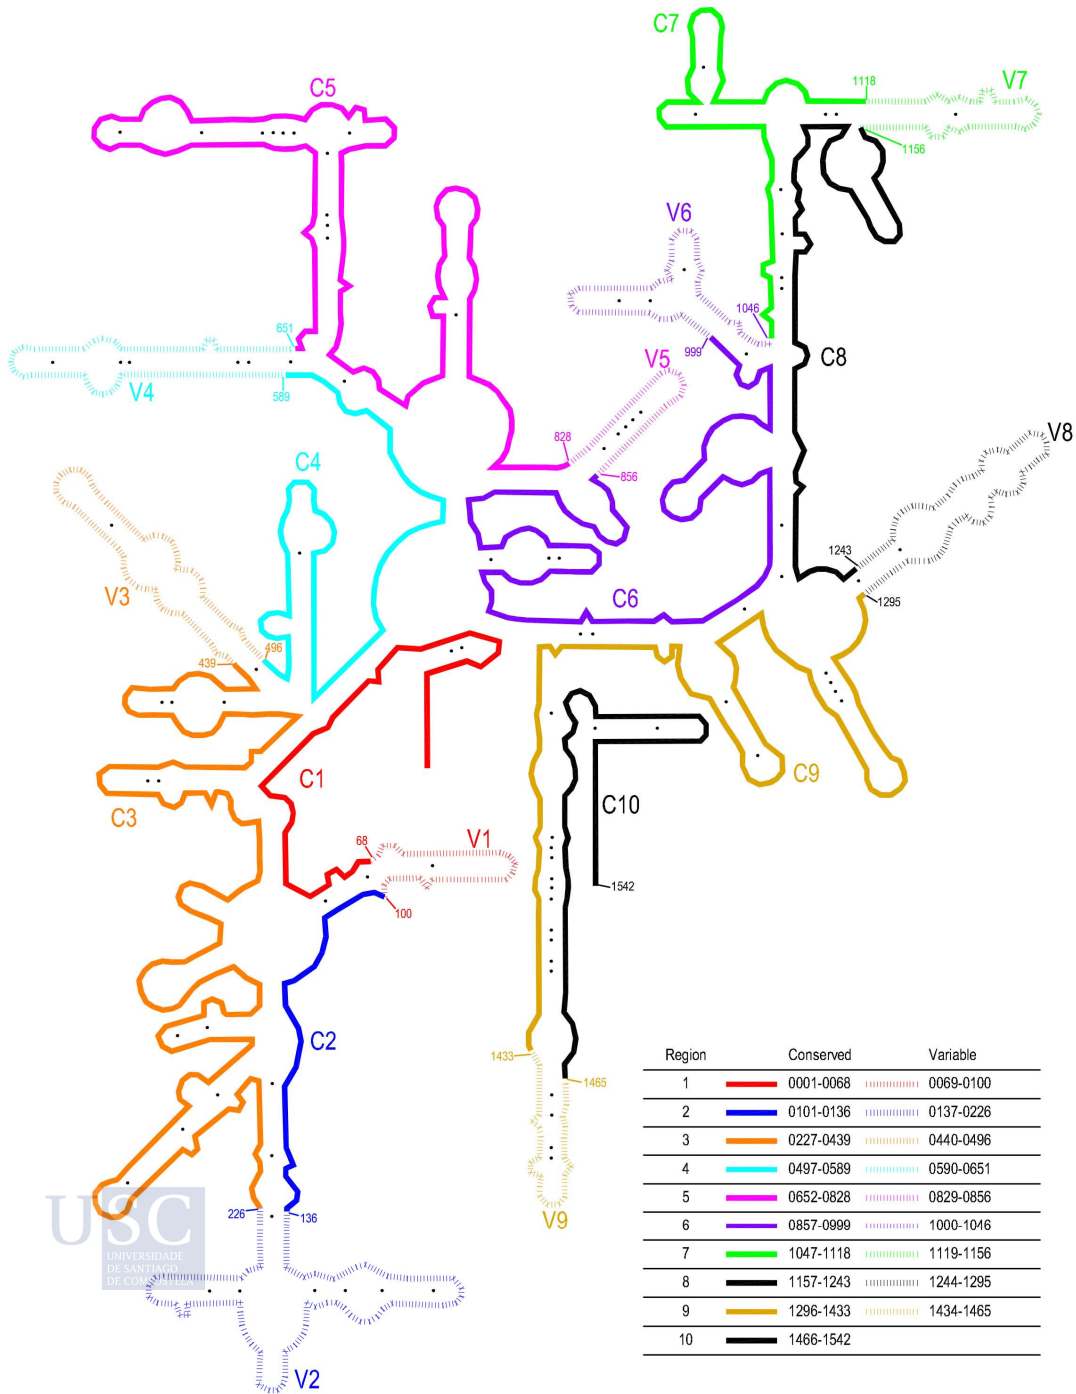 C7
1118
V7
C5
1156
V6
1046
651
999
C8
V5
V4
589
V8
828
C4
856
1243
V3
C6
1295
496
439
C1
C9
C3
C10
68
V1
1542
100
C2
1433
1465
226
136
V9
V2
USC
UNIVERSIDADE
DE SANTIAGO
DE COMPOSTELA
Region Conserved Variable
1 0001-0068 0069-0100
2 0101-0136 0137-0226
3 0227-0439 0440-0496
4 0497-0589 0590-0651
5 0652-0828 0829-0856
6 0857-0999 1000-1046
7 1047-1118 1119-1156
8 1157-1243 1244-1295
9 1296-1433 1434-1465
10 1466-1542